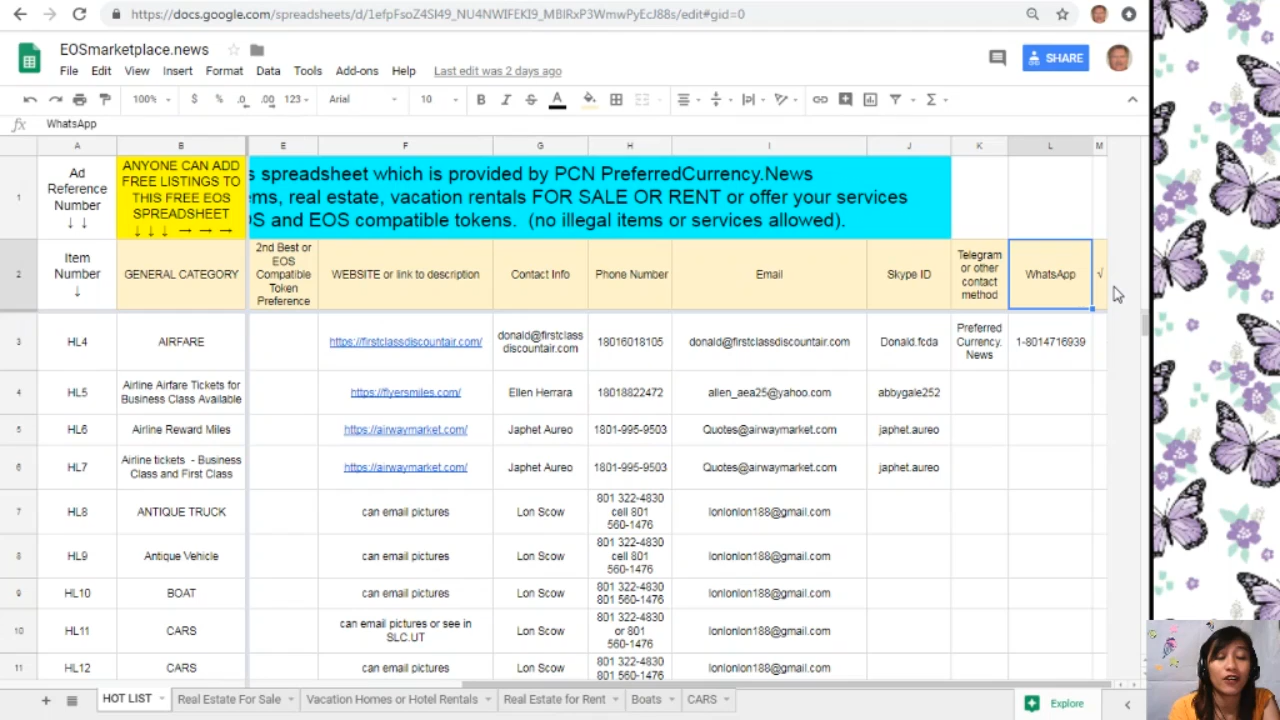 https://docs.google.com/spreadsheets/d/1efpFsoZ4SI49_NU4NWIFEKI9_MBIRxP3WmwPyEcJ88s/edit#gid=0
EOSmarketplace.news
File Edit View Insert Format Data Tools Add-ons Help Last edit was 2 days ago
SHARE
100% $ % .0 .00 123 Arial 10 B I S A
fx WhatsApp
A B E F G H I J K L M
1
Ad
Reference
Number
↓ ↓
ANYONE CAN ADD
FREE LISTINGS TO
THIS FREE EOS
SPREADSHEET
↓ ↓ ↓ → → →
s spreadsheet which is provided by PCN PreferredCurrency.News
ms, real estate, vacation rentals FOR SALE OR RENT or offer your services
OS and EOS compatible tokens. (no illegal items or services allowed).
2
Item
Number
↓
GENERAL CATEGORY
2nd Best or
EOS
Compatible
Token
Preference
WEBSITE or link to description
Contact Info
Phone Number
Email
Skype ID
Telegram
or other
contact
method
WhatsApp
√
3
HL4
AIRFARE
https://firstclassdiscountair.com/
donald@firstclass
discountair.com
18016018105
donald@firstclassdiscountair.com
Donald.fcda
Preferred
Currency.
News
1-8014716939
4
HL5
Airline Airfare Tickets for
Business Class Available
https://flyersmiles.com/
Ellen Herrara
18018822472
allen_aea25@yahoo.com
abbygale252
5
HL6
Airline Reward Miles
https://airwaymarket.com/
Japhet Aureo
1801-995-9503
Quotes@airwaymarket.com
japhet.aureo
6
HL7
Airline tickets - Business
Class and First Class
https://airwaymarket.com/
Japhet Aureo
1801-995-9503
Quotes@airwaymarket.com
japhet.aureo
7
HL8
ANTIQUE TRUCK
can email pictures
Lon Scow
801 322-4830
cell 801
560-1476
lonlonlon188@gmail.com
8
HL9
Antique Vehicle
can email pictures
Lon Scow
801 322-4830
cell 801
560-1476
lonlonlon188@gmail.com
9
HL10
BOAT
can email pictures
Lon Scow
801 322-4830
801 560-1476
lonlonlon188@gmail.com
10
HL11
CARS
can email pictures or see in
SLC.UT
Lon Scow
801 322-4830
or 801
560-1476
lonlonlon188@gmail.com
11
HL12
CARS
can email pictures
Lon Scow
801 322-4830
801 560-1476
lonlonlon188@gmail.com
HOT LIST Real Estate For Sale Vacation Homes or Hotel Rentals Real Estate for Rent Boats CARS
Explore